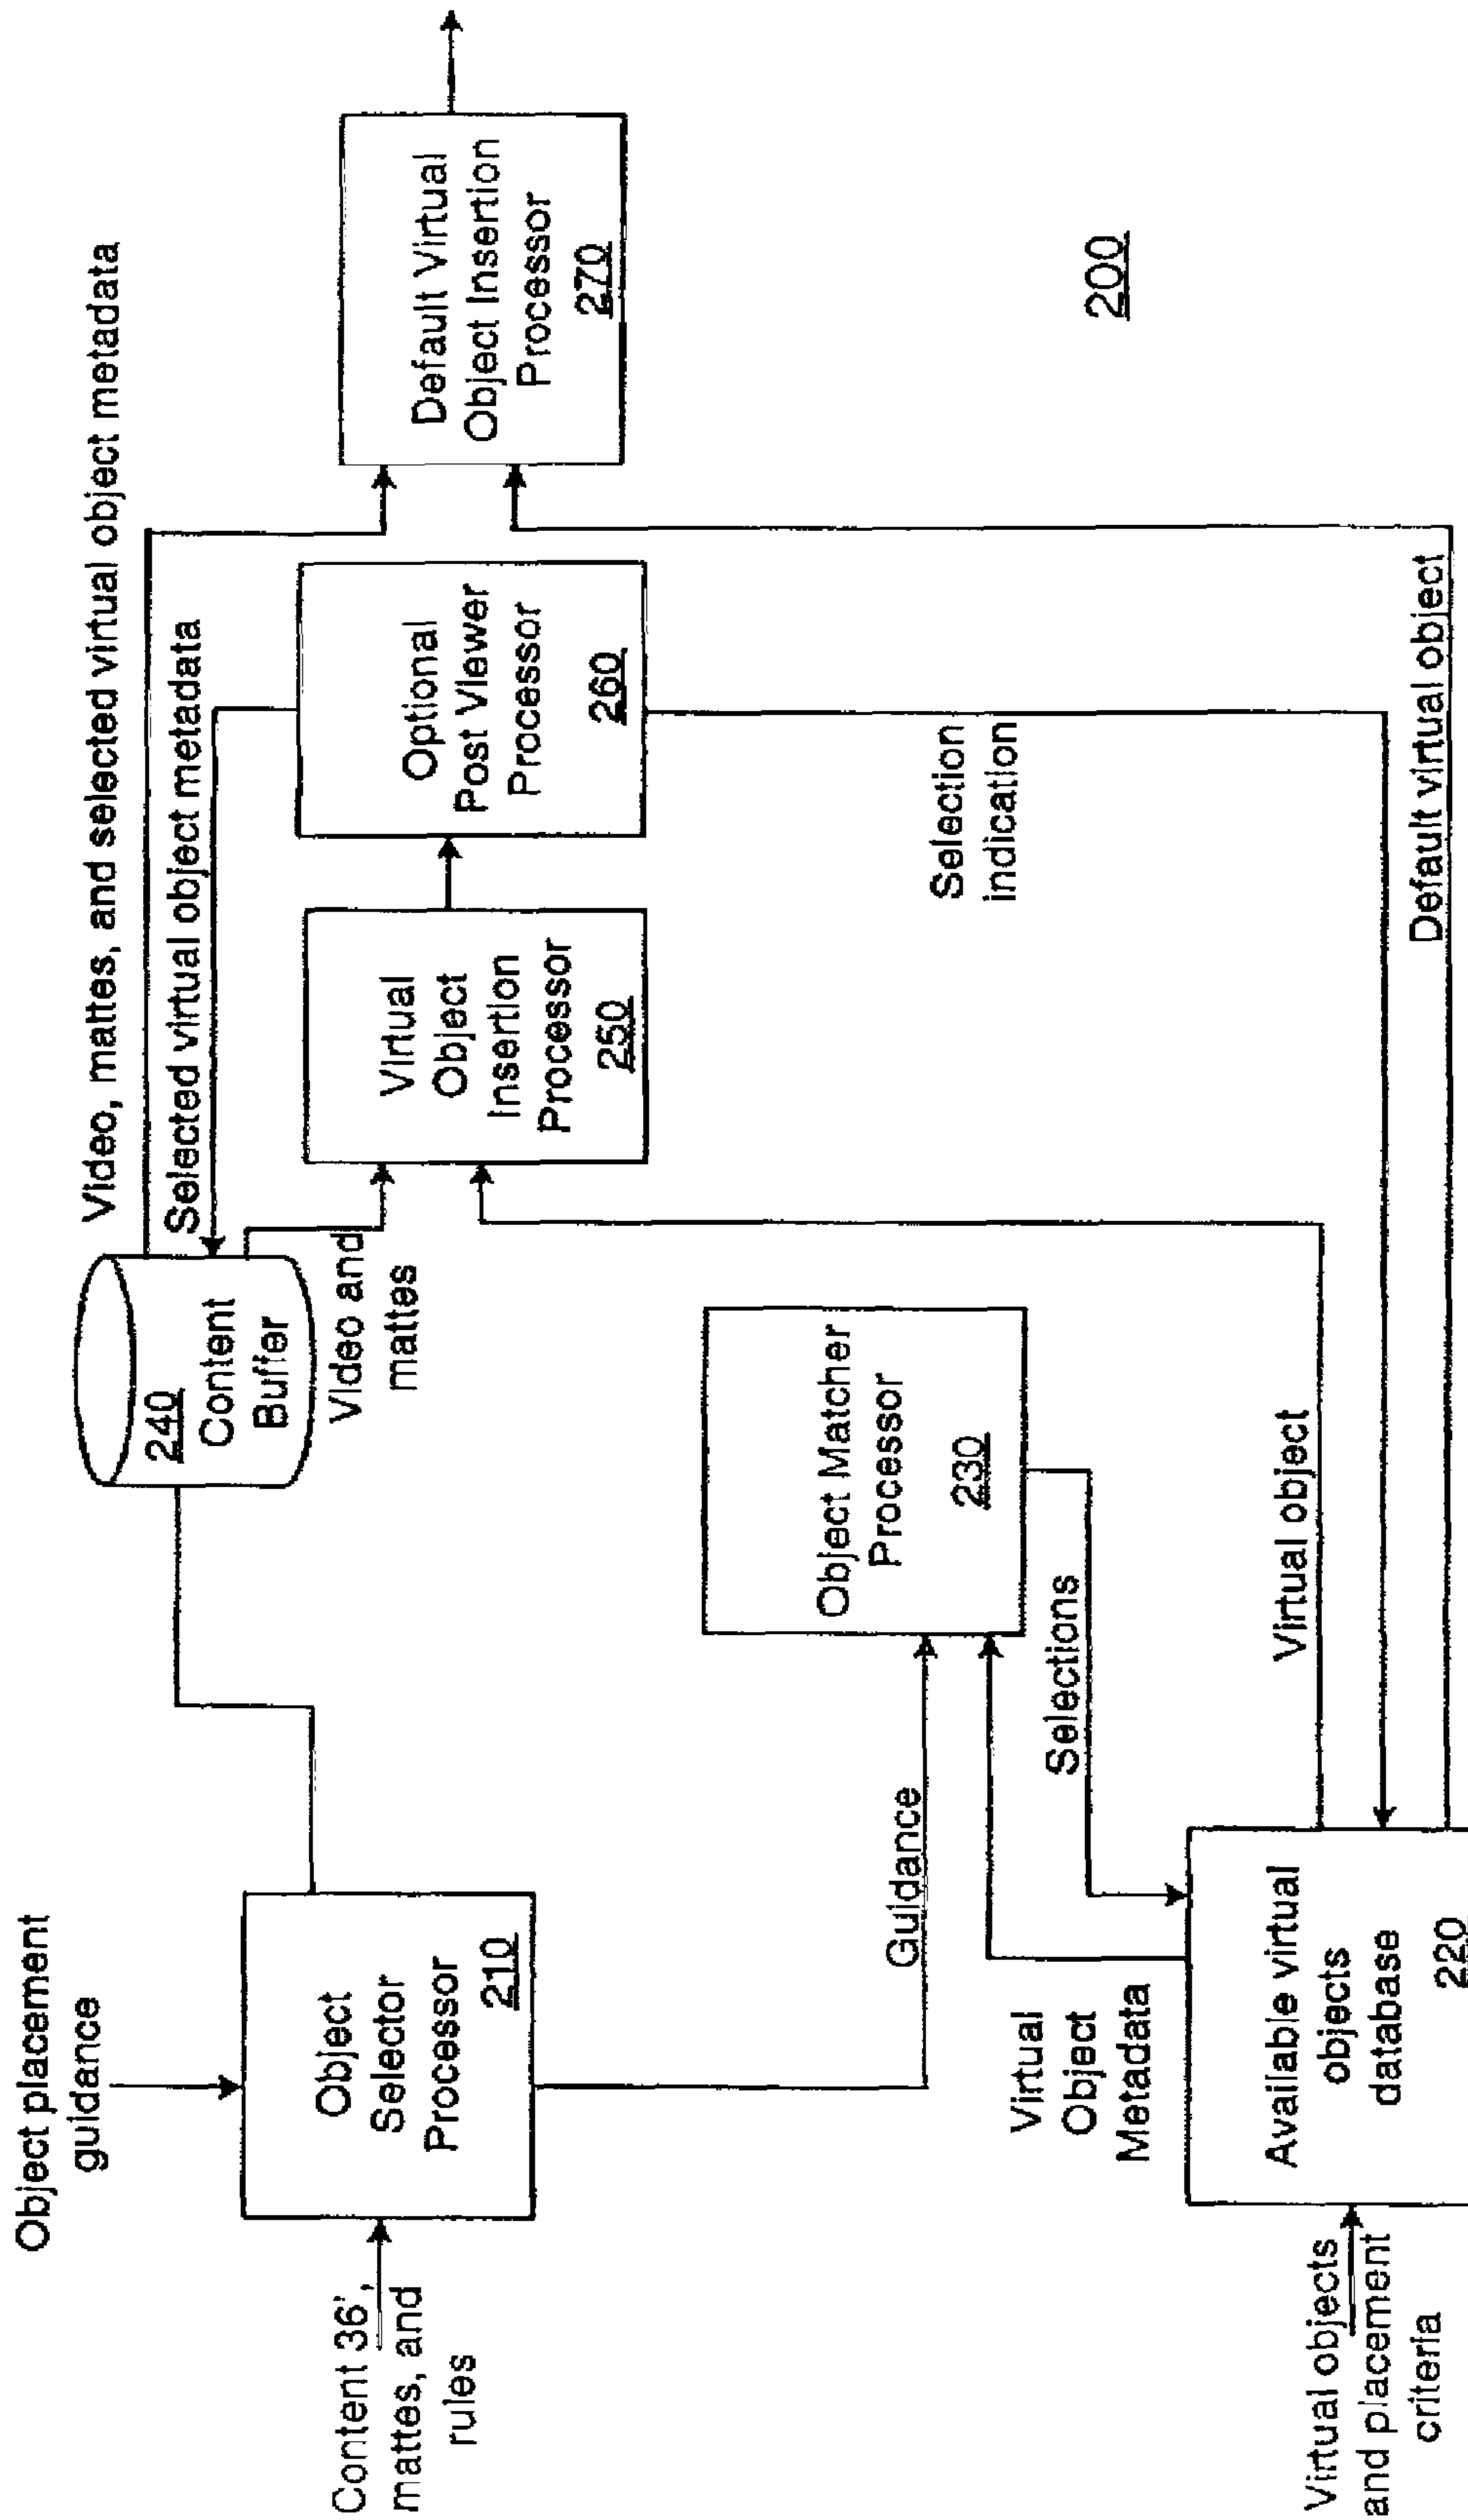 Object placement
guidance
Content 36',
mattes, and
rules
Object
Selector
Processor
210
240
Content
Buffer
Video, mattes, and selected virtual object metadata
Selected virtual object metadata
Video and
mattes
Virtual
Object
Insertion
Processor
250
Optional
Post Viewer
Processor
260
Default Virtual
Object Insertion
Processor
270
Guidance
Object Matcher
Processor
230
Selections
Virtual
Object
Metadata
Selection
indication
200
Virtual objects
and placement
criteria
Available virtual
objects
database
220
Virtual object
Default virtual object